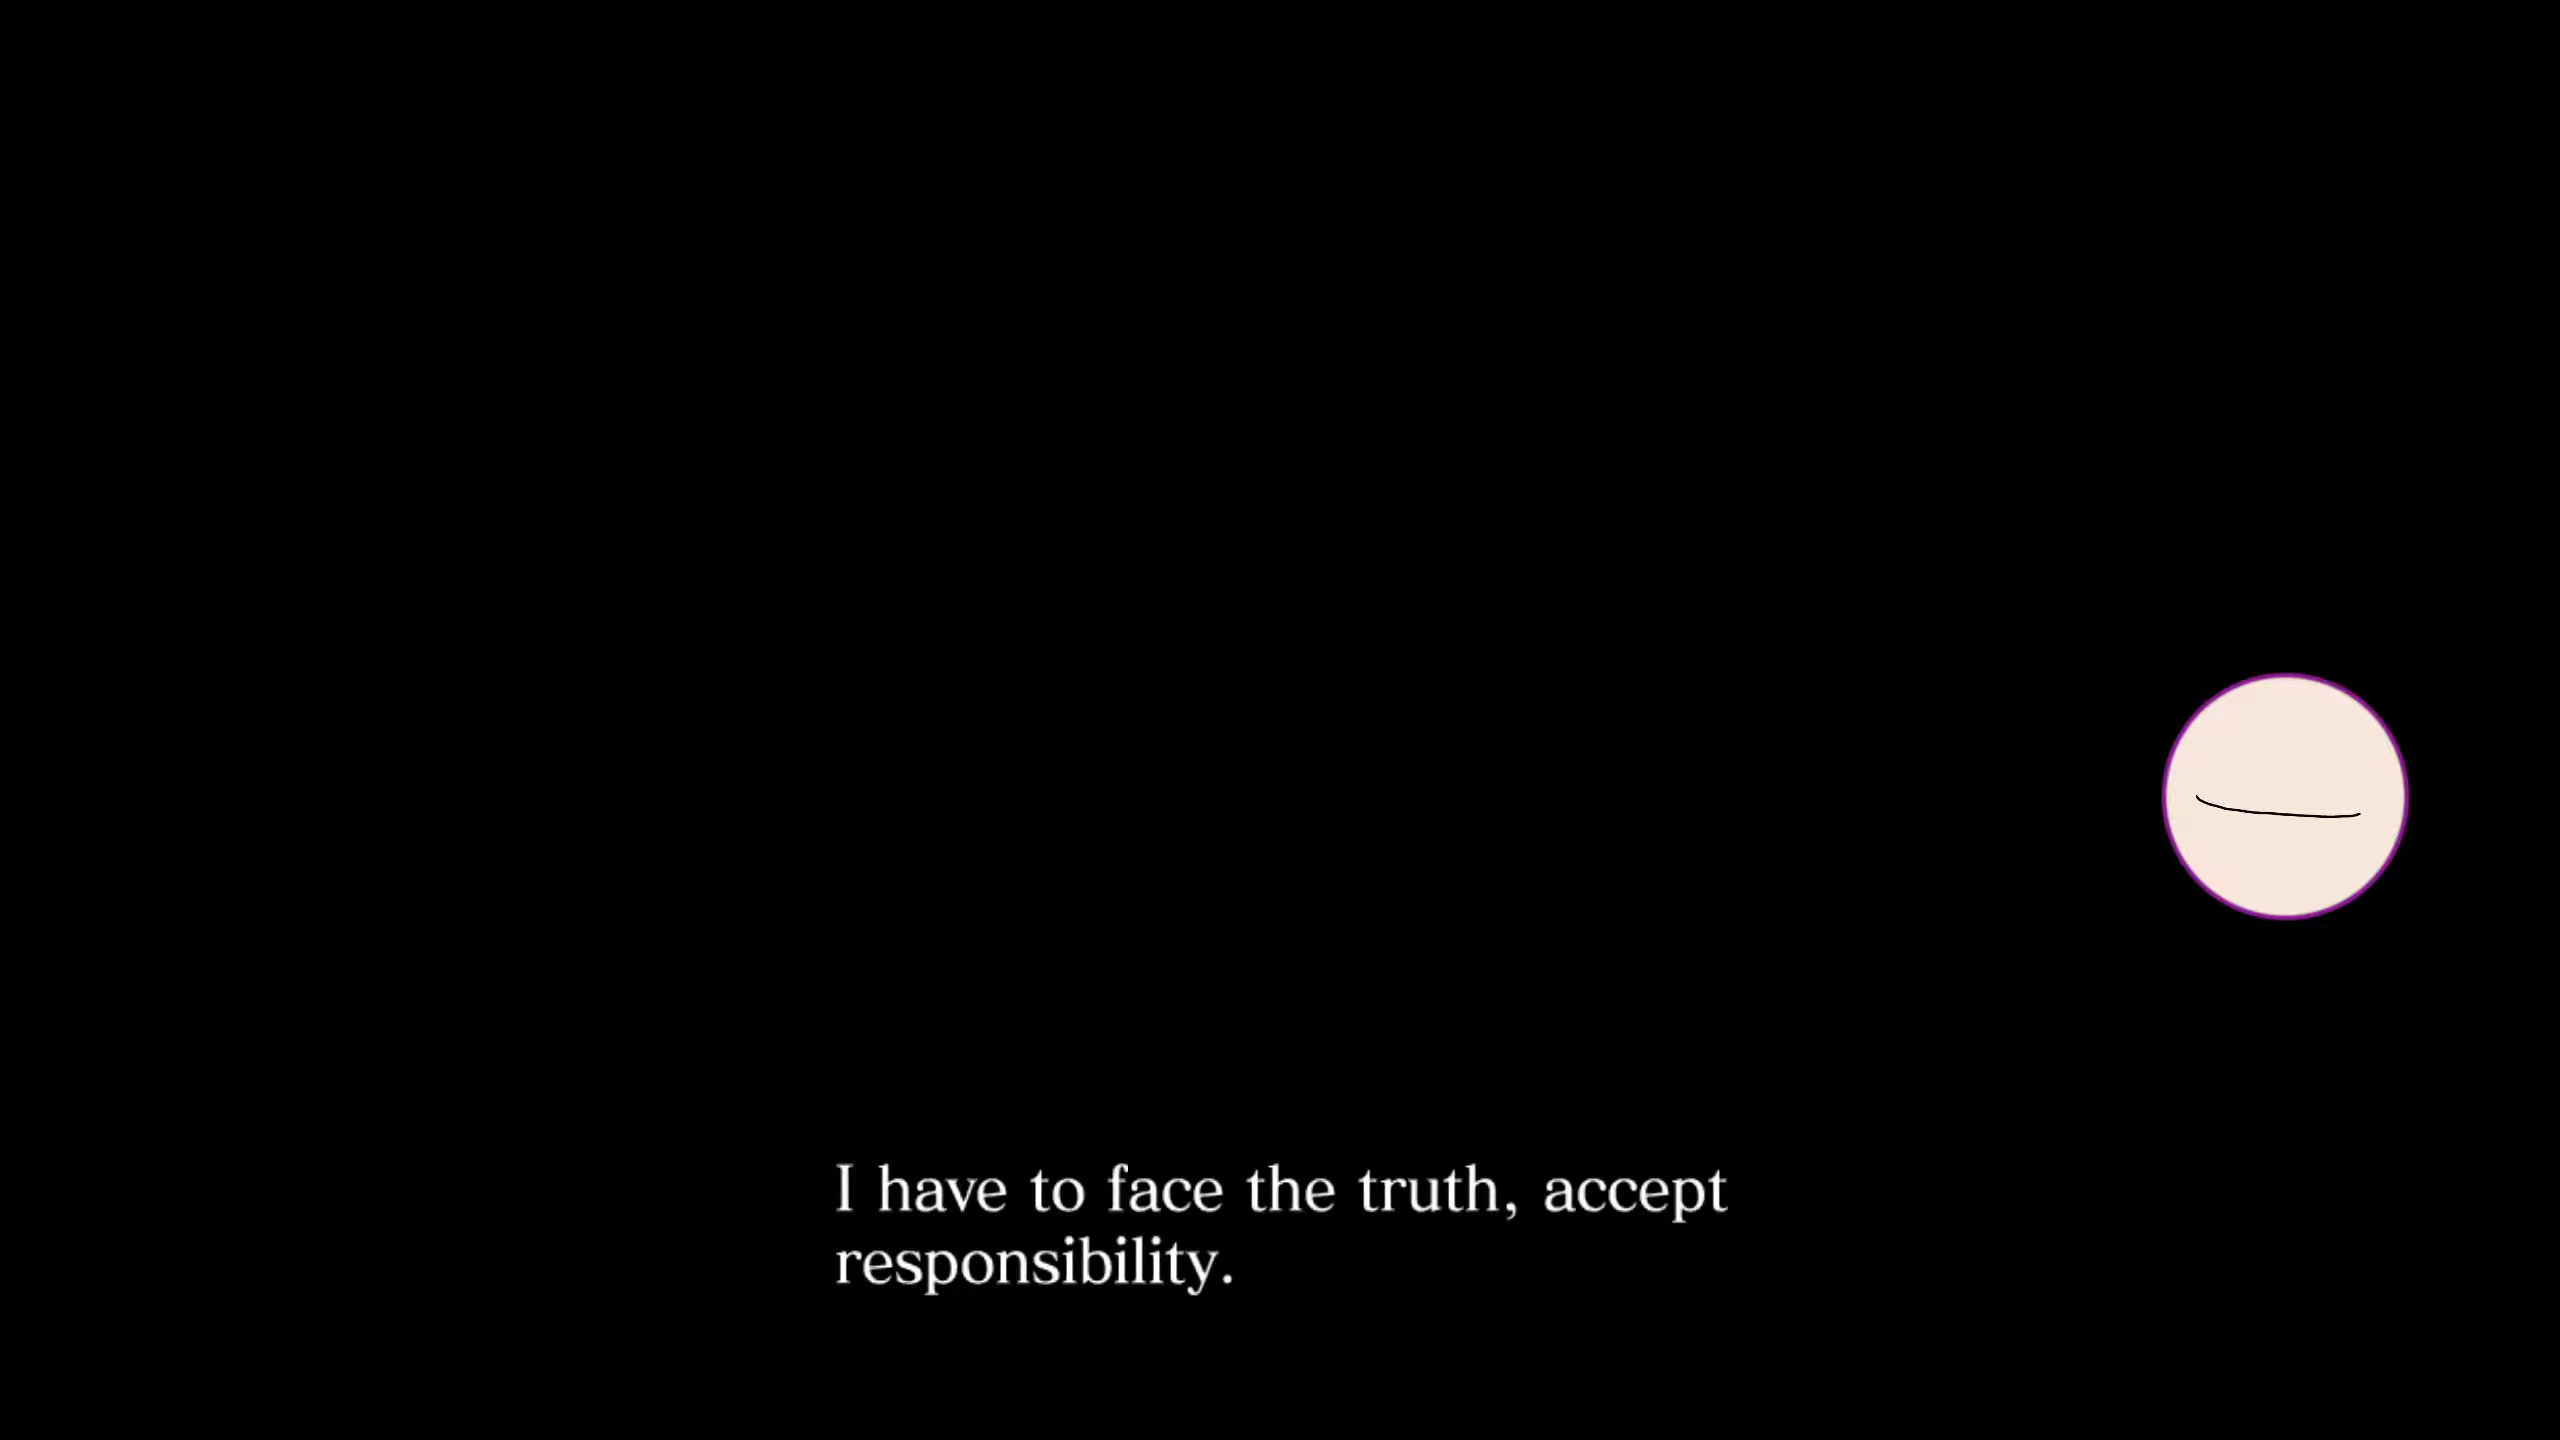 I have to face the truth, accept
responsibility.